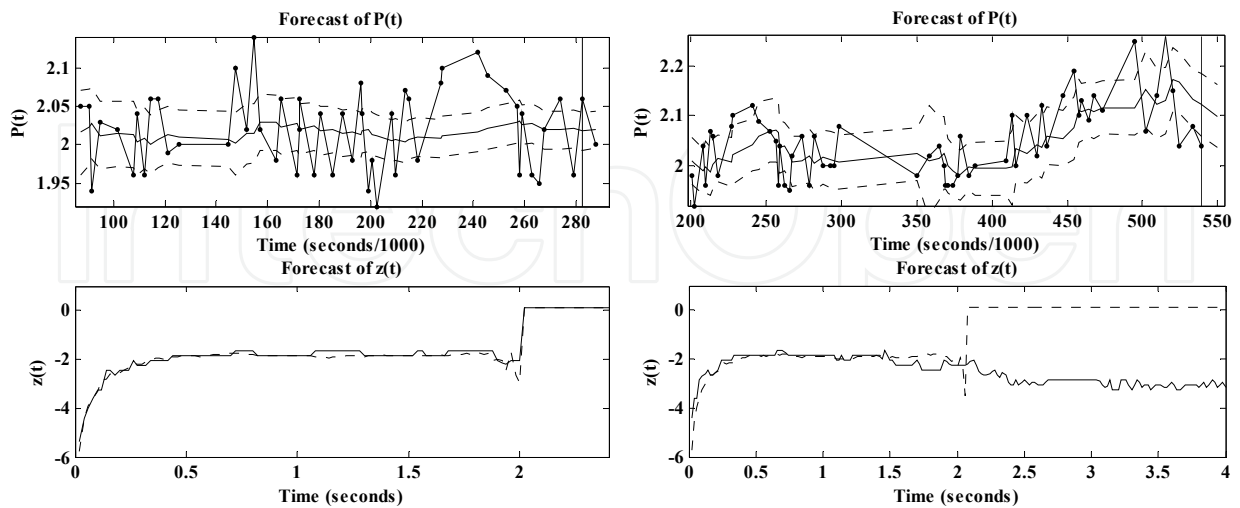 Forecast of P(t)
2.1
2.05
2
1.95
P(t)
100 120 140 160 180 200 220 240 260 280
Time (seconds/1000)
Forecast of P(t)
2.2
2.1
2
P(t)
200 250 300 350 400 450 500 550
Time (seconds/1000)
Forecast of z(t)
0
-2
-4
-6
z(t)
0 0.5 1 1.5 2
Time (seconds)
Forecast of z(t)
0
-2
-4
-6
z(t)
0 0.5 1 1.5 2 2.5 3 3.5 4
Time (seconds)
intechopen